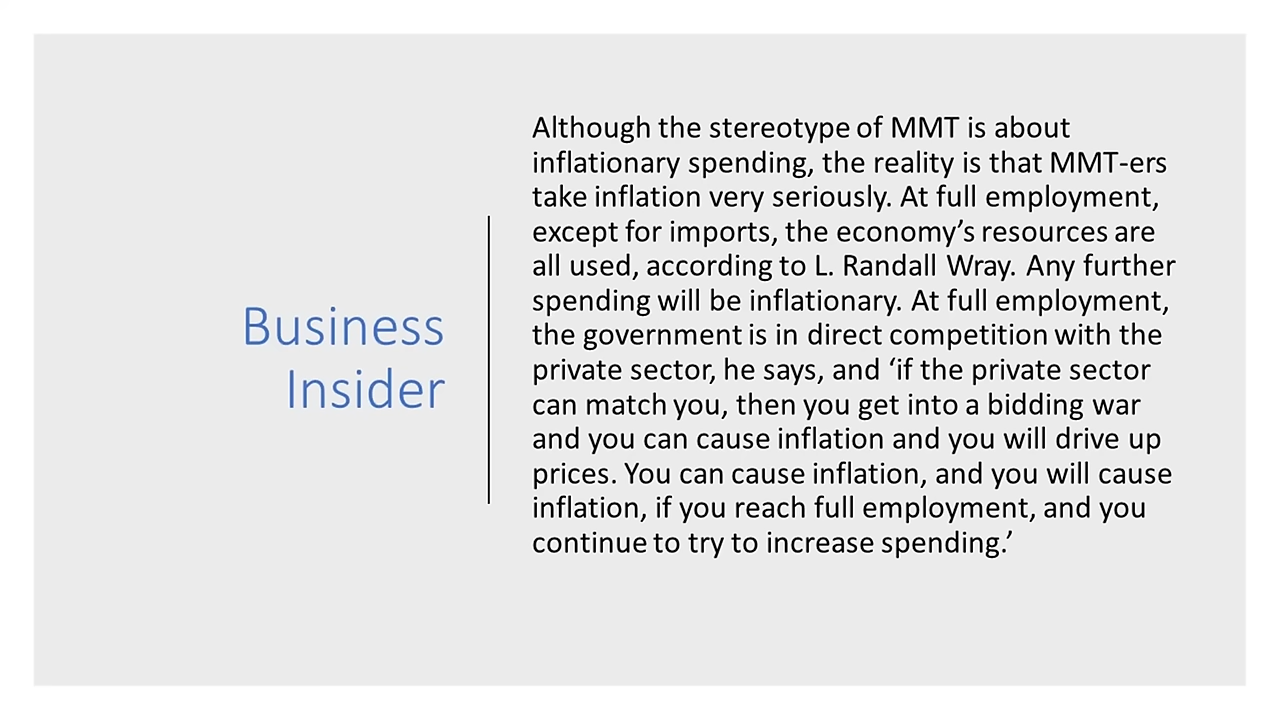 Business
Insider
Although the stereotype of MMT is about
inflationary spending, the reality is that MMT-ers
take inflation very seriously. At full employment,
except for imports, the economy’s resources are
all used, according to L. Randall Wray. Any further
spending will be inflationary. At full employment,
the government is in direct competition with the
private sector, he says, and ‘if the private sector
can match you, then you get into a bidding war
and you can cause inflation and you will drive up
prices. You can cause inflation, and you will cause
inflation, if you reach full employment, and you
continue to try to increase spending.’